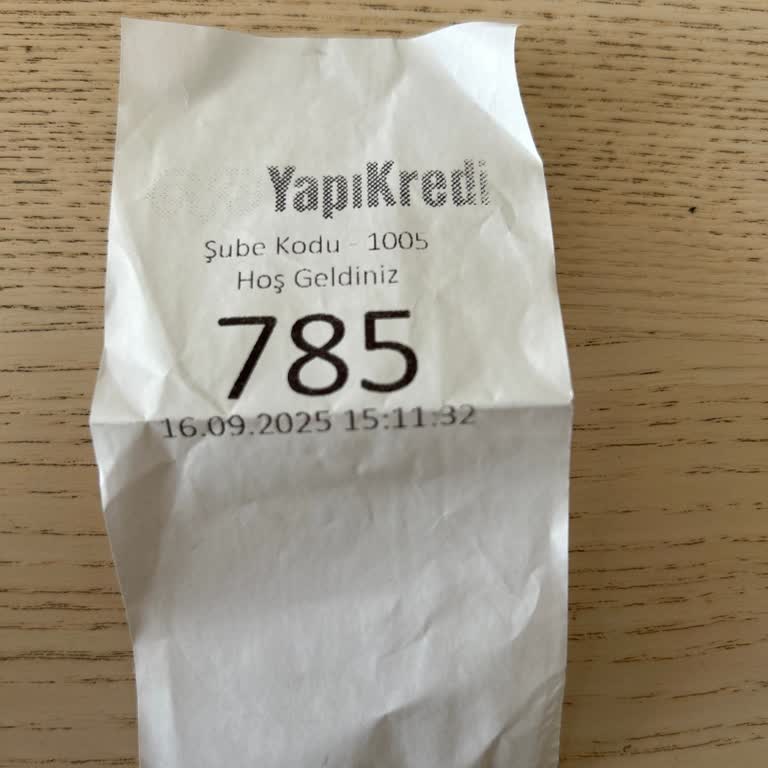 YapıKredi
Şube Kodu - 1005
Hoş Geldiniz
785
16.09.2025 15:11:32